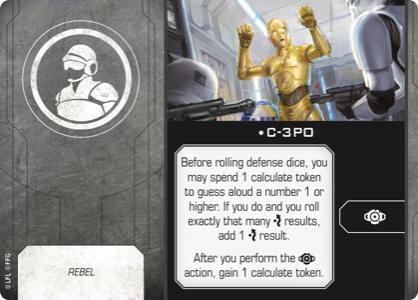 • C-3PO
Before rolling defense dice, you
may spend 1 calculate token
to guess aloud a number 1 or
higher. If you do and you roll
exactly that many results,
add 1 result.
After you perform the
action, gain 1 calculate token.
REBEL
© LFL © FFG